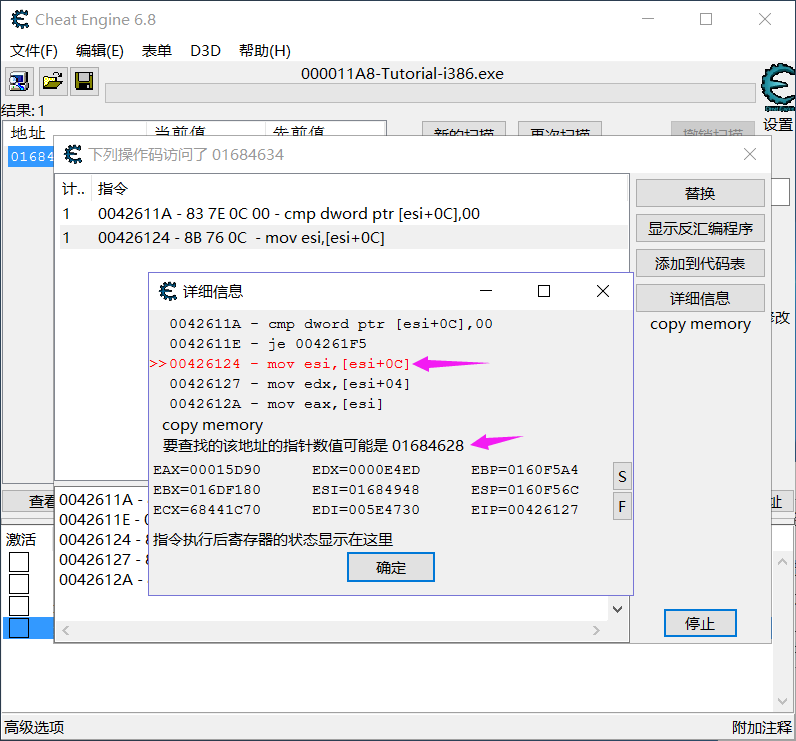 Cheat Engine 6.8
文件(F) 编辑(E) 表单 D3D 帮助(H)
000011A8-Tutorial-i386.exe
结果: 1
设置
地址 当前值 先前值
新的扫描 再次扫描 撤销扫描
01684
下列操作码访问了 01684634
计.. 指令
1 0042611A - 83 7E 0C 00 - cmp dword ptr [esi+0C],00
1 00426124 - 8B 76 0C - mov esi,[esi+0C]
替换
显示反汇编程序
添加到代码表
详细信息
copy memory
修改
详细信息
0042611A - cmp dword ptr [esi+0C],00
0042611E - je 004261F5
>>00426124 - mov esi,[esi+0C]
00426127 - mov edx,[esi+04]
0042612A - mov eax,[esi]
copy memory
要查找的该地址的指针数值可能是 01684628
EAX=00015D90 EDX=0000E4ED EBP=0160F5A4
EBX=016DF180 ESI=01684948 ESP=0160F56C
ECX=68441C70 EDI=005E4730 EIP=00426127
S
F
指令执行后寄存器的状态显示在这里
确定
查看
址
0042611A -
0042611E - 0
00426124 - 8
00426127 - 8
0042612A -
激活
停止
高级选项 附加注释